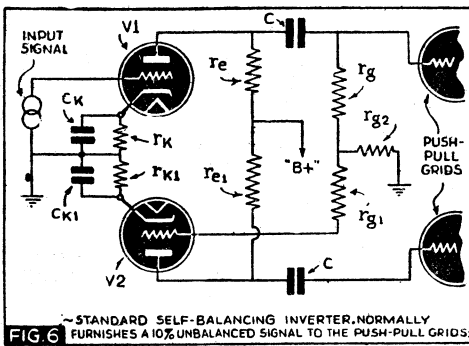 INPUT
SIGNAL
V1
C
re
rg
CK
rK
rg2
PUSH-
PULL
GRIDS
"B+"
CK1
rK1
re1
rg1
V2
C
~STANDARD SELF-BALANCING INVERTER, NORMALLY
FIG.6 FURNISHES A 10% UNBALANCED SIGNAL TO THE PUSH-PULL GRIDS